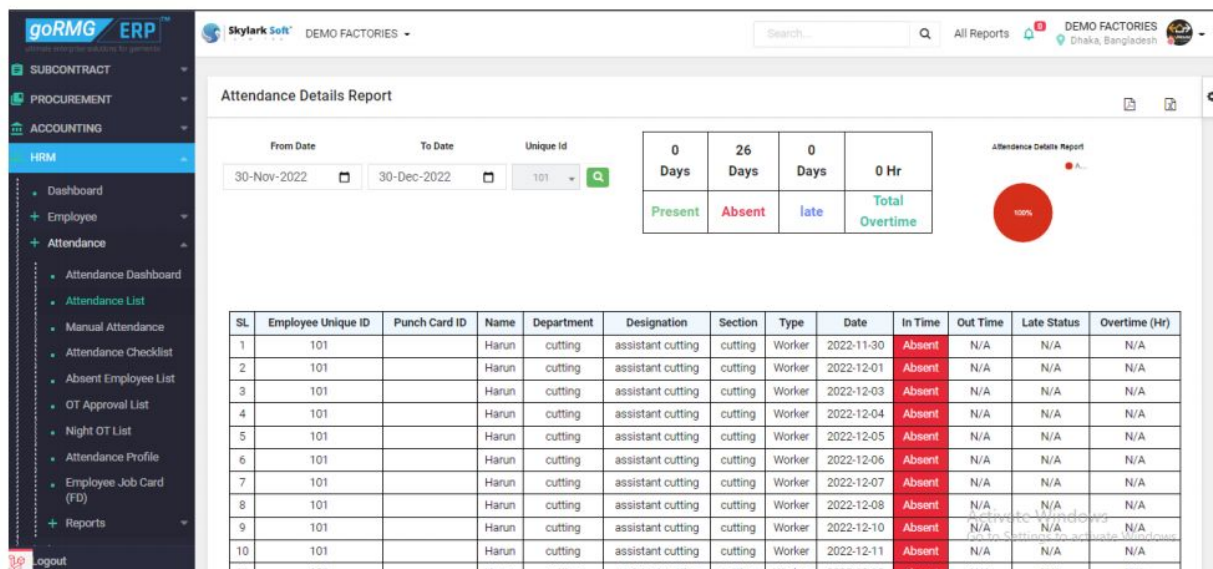 goRMG ERP™
ultimate enterprise solutions for garments
SUBCONTRACT
PROCUREMENT
ACCOUNTING
HRM
Dashboard
Employee
Attendance
Attendance Dashboard
Attendance List
Manual Attendance
Attendance Checklist
Absent Employee List
OT Approval List
Night OT List
Attendance Profile
Employee Job Card
(FD)
Reports
Logout
Skylark Soft DEMO FACTORIES
Search...
All Reports
0
DEMO FACTORIES
Dhaka, Bangladesh
Attendance Details Report
From Date To Date Unique Id
30-Nov-2022 30-Dec-2022 101
0 Days 26 Days 0 Days 0 Hr
Present Absent late Total Overtime
Attendence Details Report
A...
100%
SL Employee Unique ID Punch Card ID Name Department Designation Section Type Date In Time Out Time Late Status Overtime (Hr)
1 101 Harun cutting assistant cutting cutting Worker 2022-11-30 Absent N/A N/A N/A
2 101 Harun cutting assistant cutting cutting Worker 2022-12-01 Absent N/A N/A N/A
3 101 Harun cutting assistant cutting cutting Worker 2022-12-03 Absent N/A N/A N/A
4 101 Harun cutting assistant cutting cutting Worker 2022-12-04 Absent N/A N/A N/A
5 101 Harun cutting assistant cutting cutting Worker 2022-12-05 Absent N/A N/A N/A
6 101 Harun cutting assistant cutting cutting Worker 2022-12-06 Absent N/A N/A N/A
7 101 Harun cutting assistant cutting cutting Worker 2022-12-07 Absent N/A N/A N/A
8 101 Harun cutting assistant cutting cutting Worker 2022-12-08 Absent N/A N/A N/A
9 101 Harun cutting assistant cutting cutting Worker 2022-12-10 Absent N/A N/A N/A
10 101 Harun cutting assistant cutting cutting Worker 2022-12-11 Absent N/A N/A N/A
Activate Windows
Go to Settings to activate Windows.